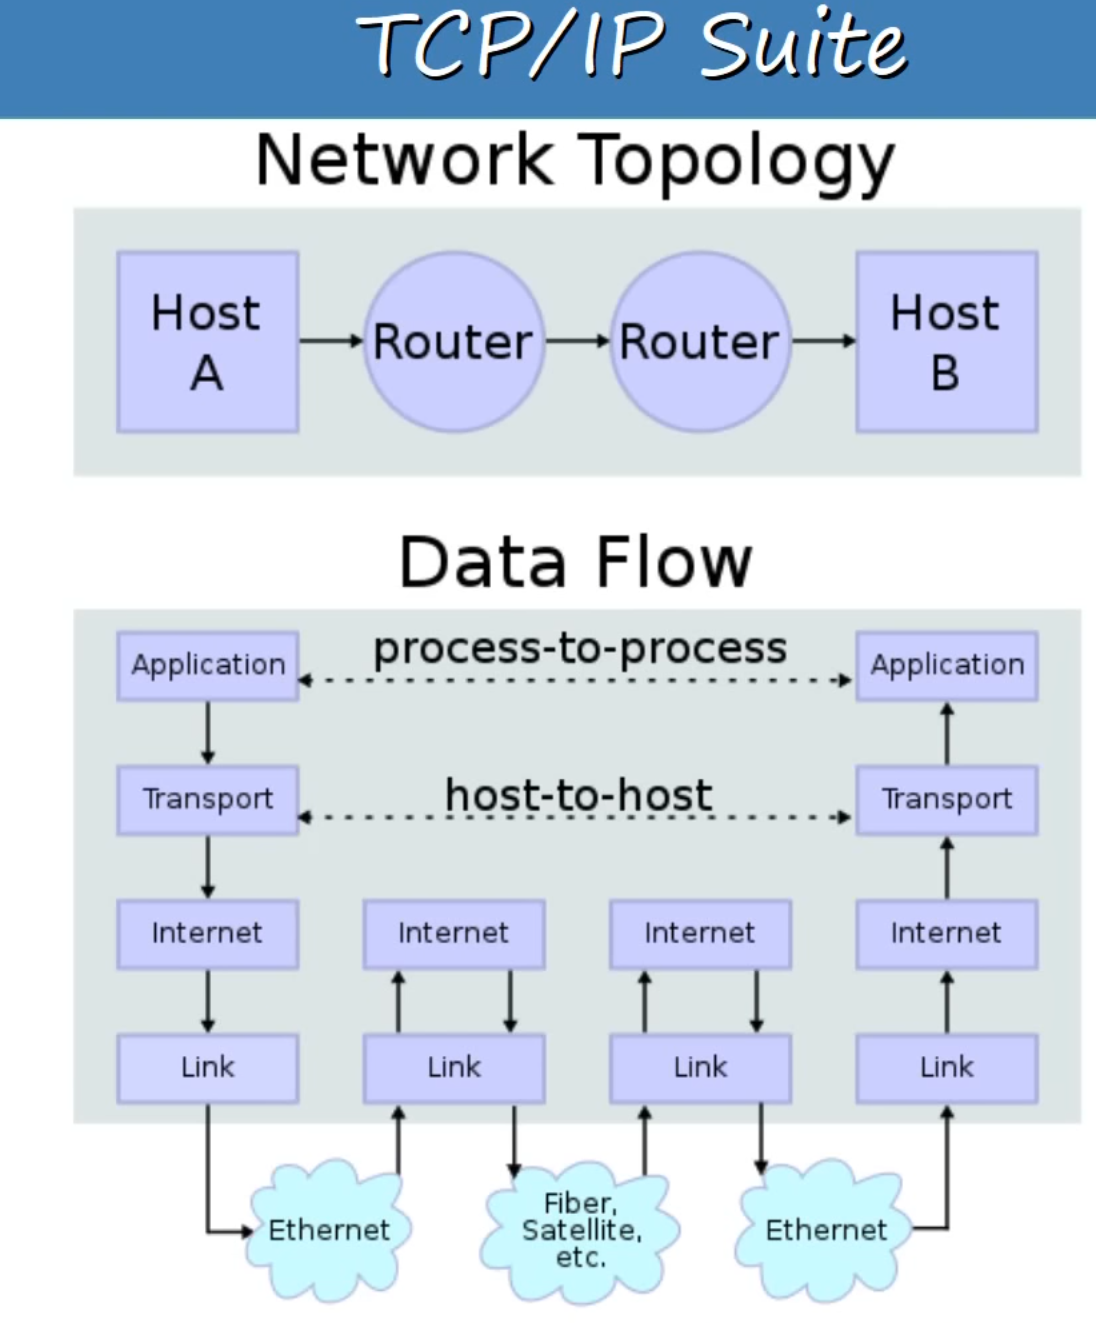 TCP/IP Suite
Network Topology
Host
A
Router
Router
Host
B
Data Flow
process-to-process
Application
Application
host-to-host
Transport
Transport
Internet
Internet
Internet
Internet
Link
Link
Link
Link
Ethernet
Fiber,
Satellite,
etc.
Ethernet